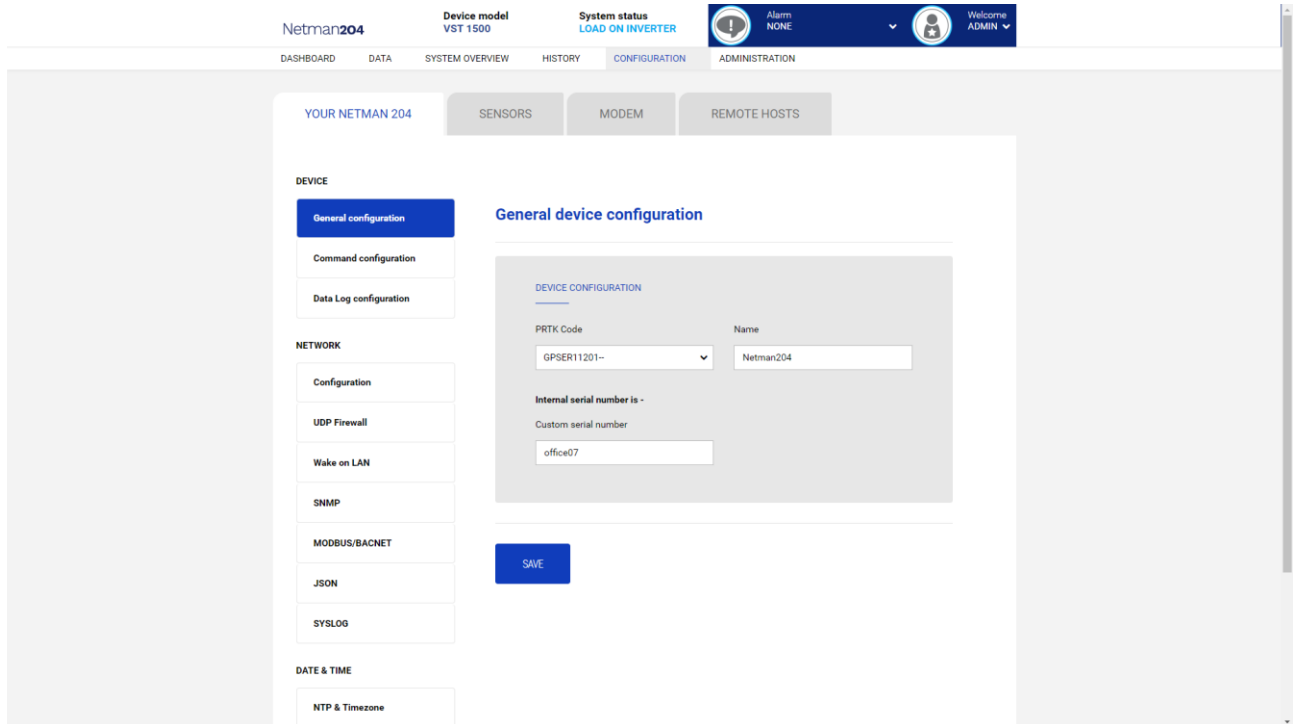 Netman204
Device model
VST 1500
System status
LOAD ON INVERTER
Alarm
NONE
Welcome
ADMIN
DASHBOARD DATA SYSTEM OVERVIEW HISTORY CONFIGURATION ADMINISTRATION
YOUR NETMAN 204 SENSORS MODEM REMOTE HOSTS
DEVICE
General configuration
Command configuration
Data Log configuration
NETWORK
Configuration
UDP Firewall
Wake on LAN
SNMP
MODBUS/BACNET
JSON
SYSLOG
DATE & TIME
NTP & Timezone
General device configuration
DEVICE CONFIGURATION
PRTK Code
GPSER11201--
Name
Netman204
Internal serial number is -
Custom serial number
office07
SAVE